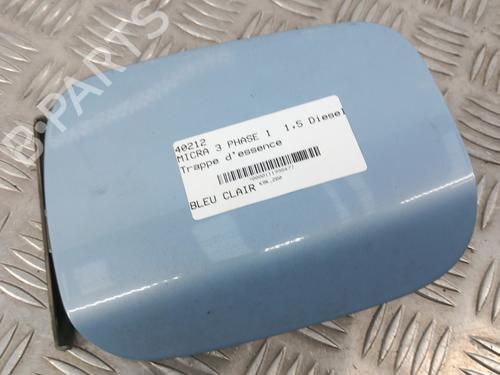 B-PARTS
40212
MICRA 3 PHASE 1 1,5 Diesel
Trappe d'essence
BLEU CLAIR